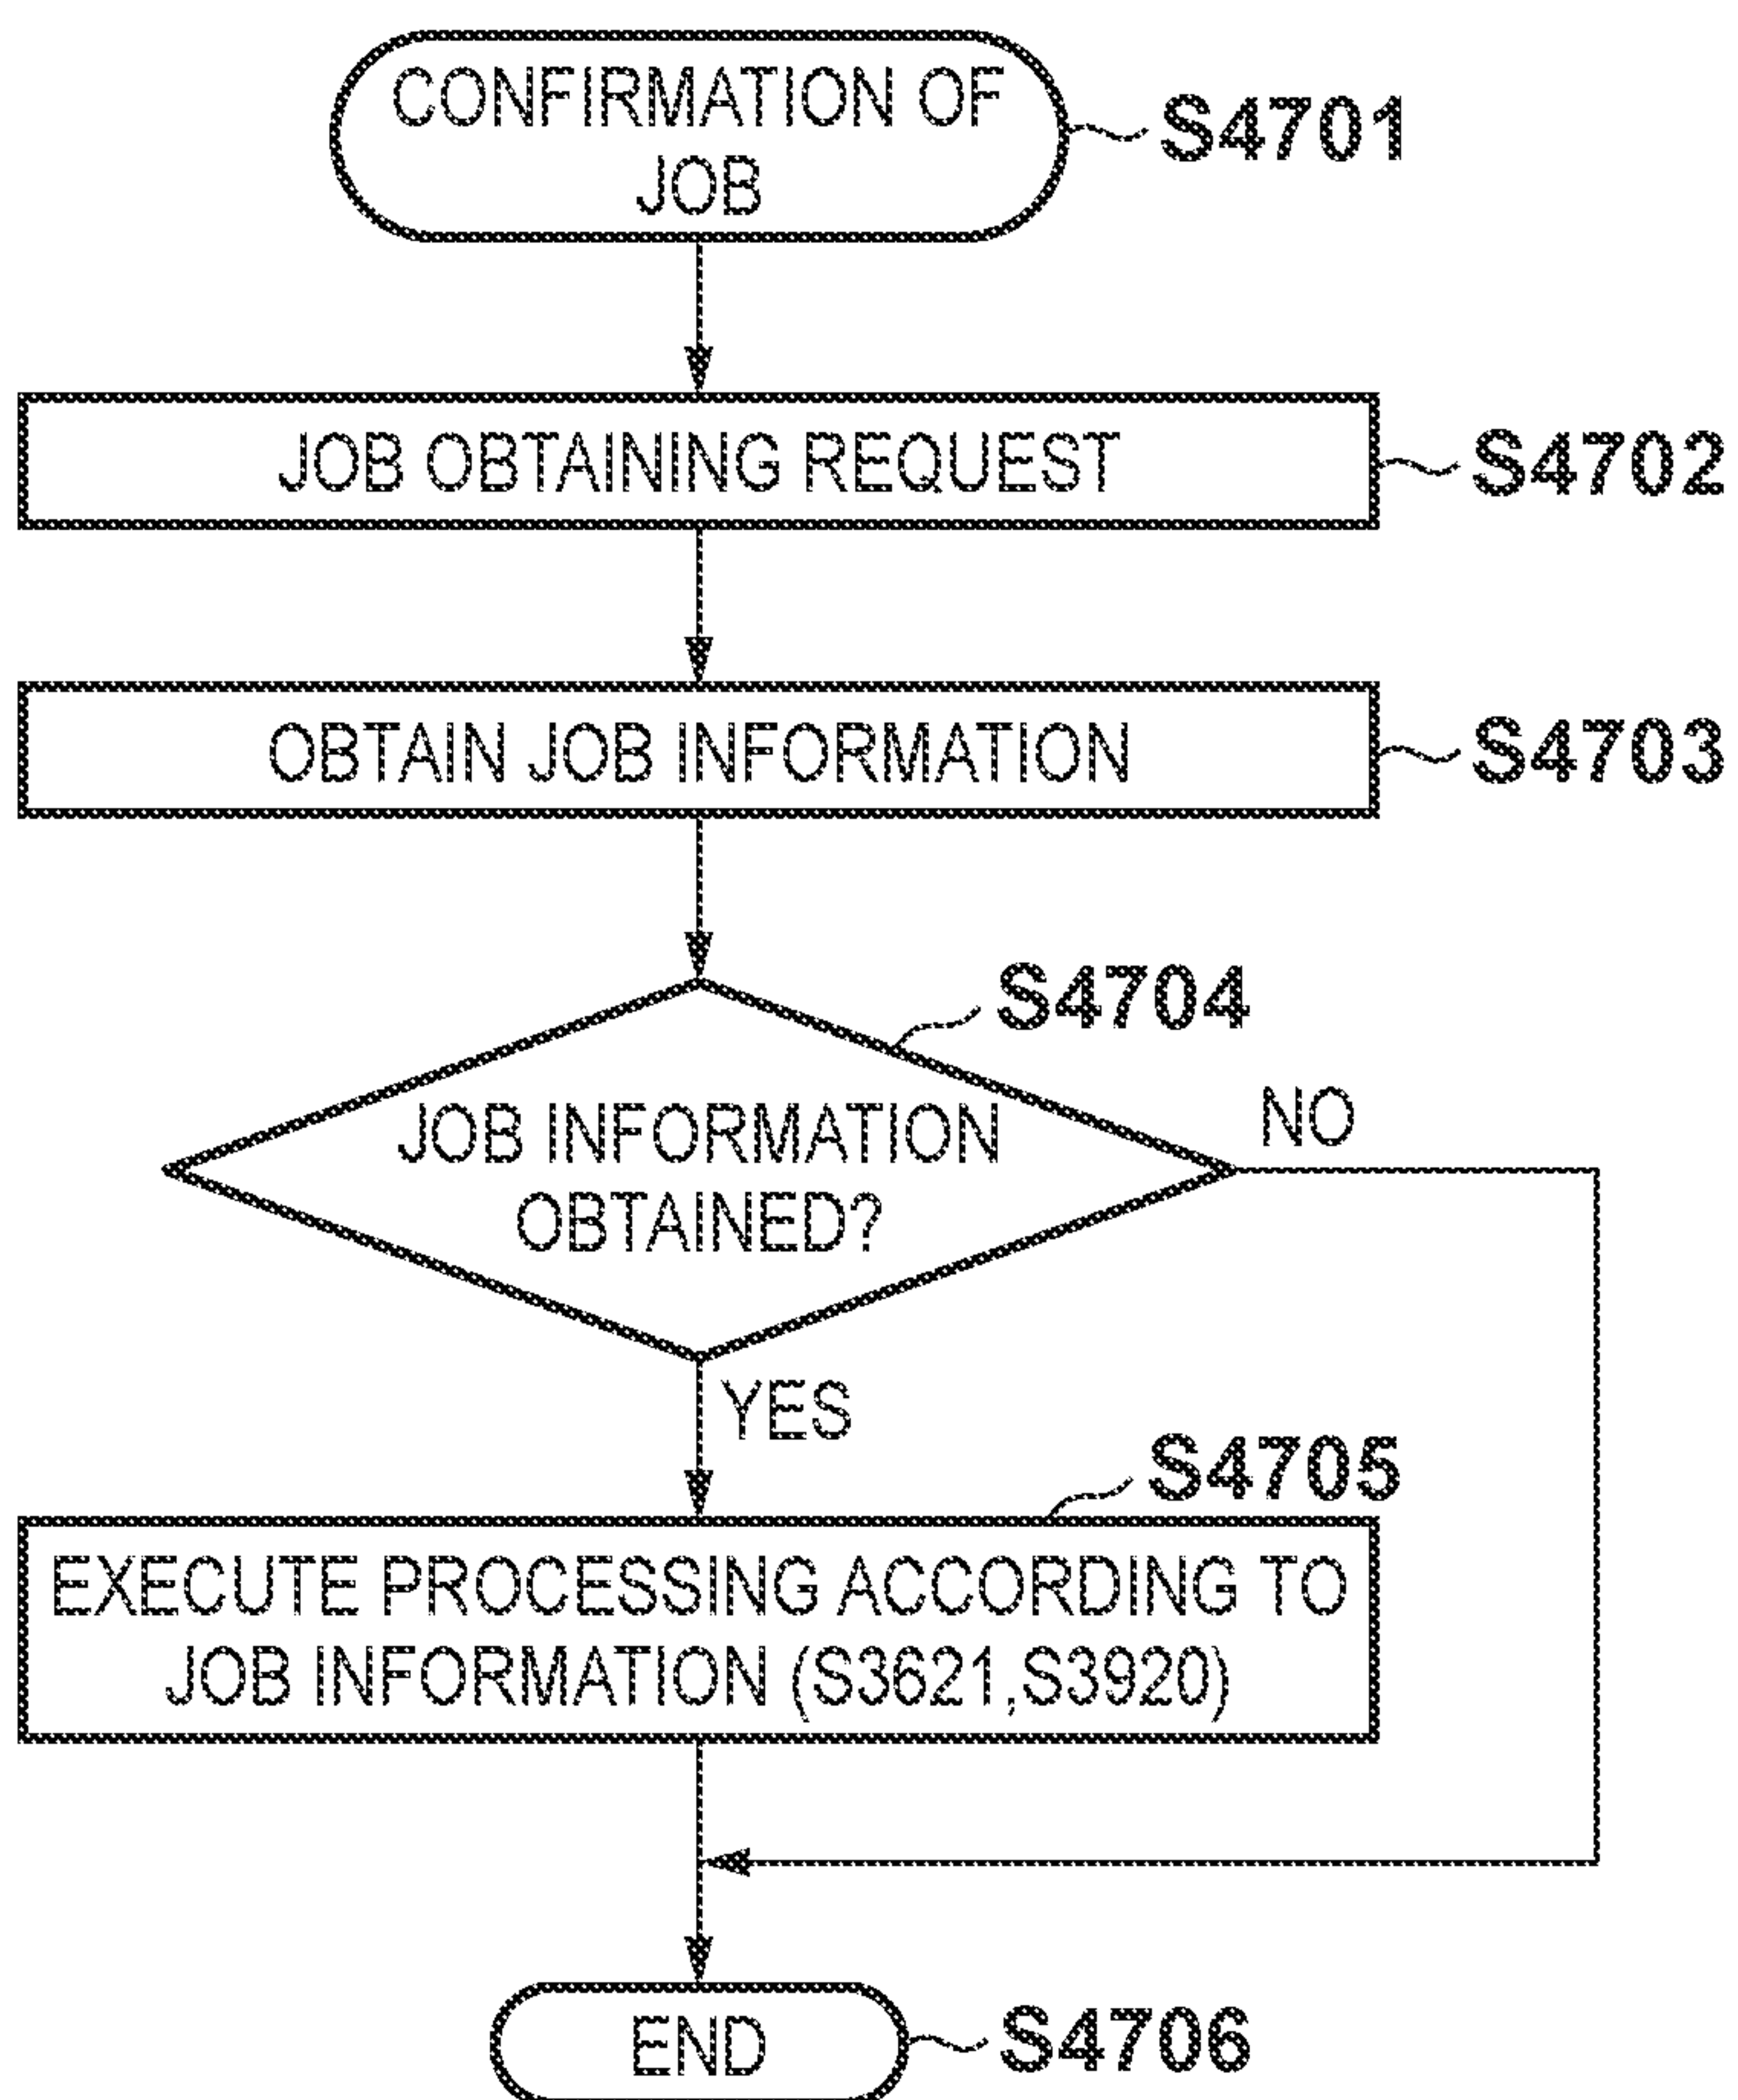 CONFIRMATION OF
JOB
S4701
JOB OBTAINING REQUEST
S4702
OBTAIN JOB INFORMATION
S4703
S4704
JOB INFORMATION
OBTAINED?
NO
YES
S4705
EXECUTE PROCESSING ACCORDING TO
JOB INFORMATION (S3621,S3920)
END
S4706